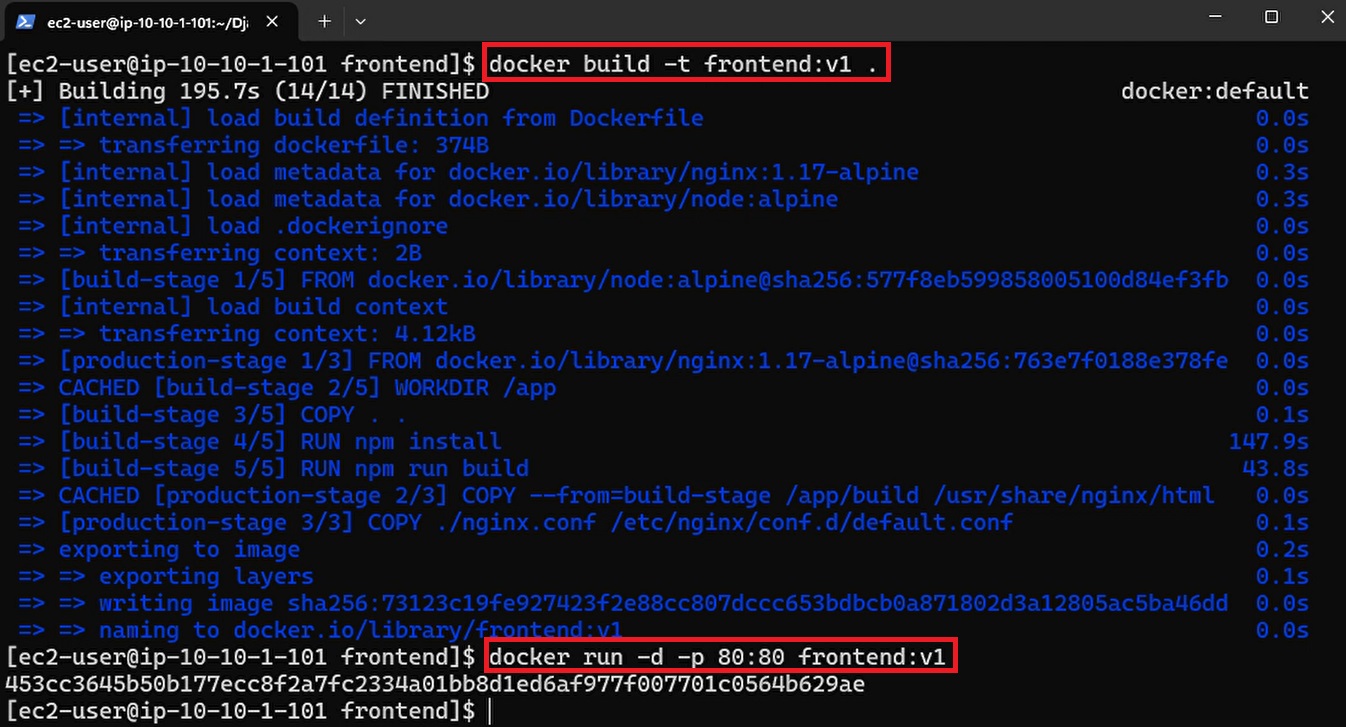 ec2-user@ip-10-10-1-101:~/Dja
[ec2-user@ip-10-10-1-101 frontend]$ docker build -t frontend:v1 .
[+] Building 195.7s (14/14) FINISHED docker:default
=> [internal] load build definition from Dockerfile 0.0s
=> => transferring dockerfile: 374B 0.0s
=> [internal] load metadata for docker.io/library/nginx:1.17-alpine 0.3s
=> [internal] load metadata for docker.io/library/node:alpine 0.3s
=> [internal] load .dockerignore 0.0s
=> => transferring context: 2B 0.0s
=> [build-stage 1/5] FROM docker.io/library/node:alpine@sha256:577f8eb599858005100d84ef3fb 0.0s
=> [internal] load build context 0.0s
=> => transferring context: 4.12kB 0.0s
=> [production-stage 1/3] FROM docker.io/library/nginx:1.17-alpine@sha256:763e7f0188e378fe 0.0s
=> CACHED [build-stage 2/5] WORKDIR /app 0.0s
=> [build-stage 3/5] COPY . . 0.1s
=> [build-stage 4/5] RUN npm install 147.9s
=> [build-stage 5/5] RUN npm run build 43.8s
=> CACHED [production-stage 2/3] COPY --from=build-stage /app/build /usr/share/nginx/html 0.0s
=> [production-stage 3/3] COPY ./nginx.conf /etc/nginx/conf.d/default.conf 0.1s
=> exporting to image 0.2s
=> => exporting layers 0.1s
=> => writing image sha256:73123c19fe927423f2e88cc807dccc653bdbcb0a871802d3a12805ac5ba46dd 0.0s
=> => naming to docker.io/library/frontend:v1 0.0s
[ec2-user@ip-10-10-1-101 frontend]$ docker run -d -p 80:80 frontend:v1
453cc3645b50b177ecc8f2a7fc2334a01bb8d1ed6af977f007701c0564b629ae
[ec2-user@ip-10-10-1-101 frontend]$